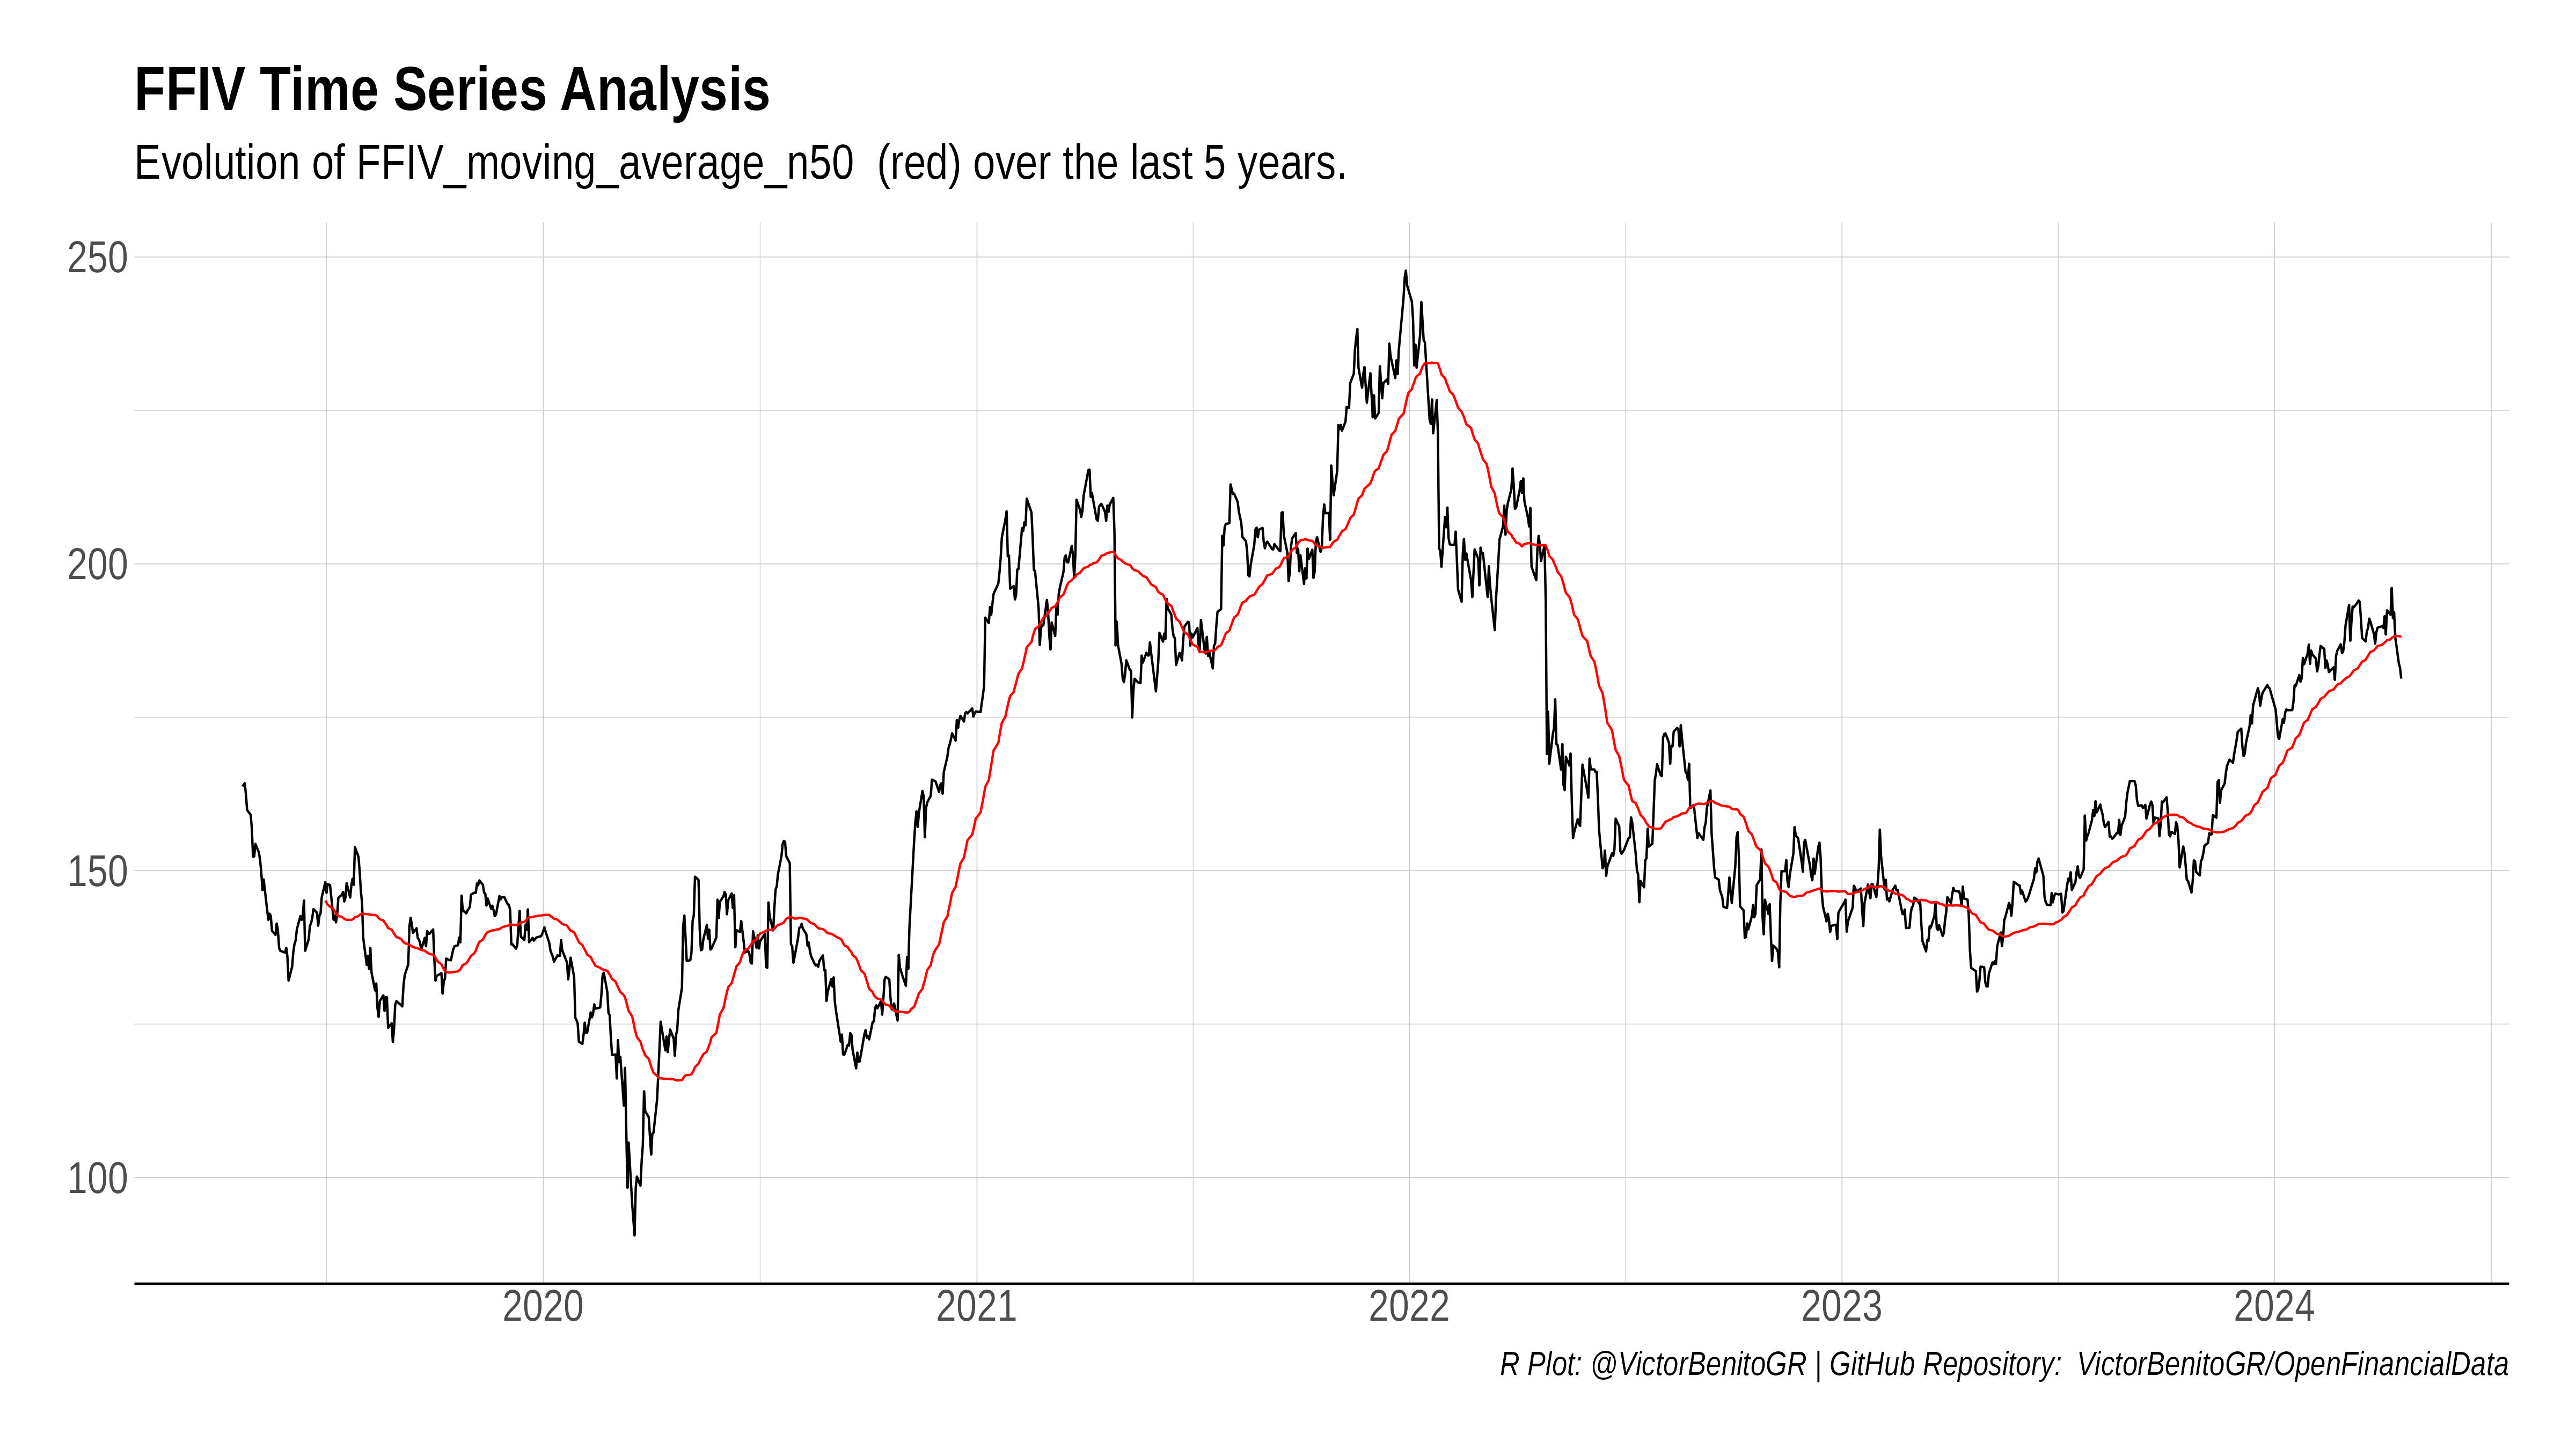 FFIV Time Series Analysis
Evolution of FFIV_moving_average_n50  (red) over the last 5 years.
250
200
150
100
2020 2021 2022 2023 2024
R Plot: @VictorBenitoGR | GitHub Repository:  VictorBenitoGR/OpenFinancialData